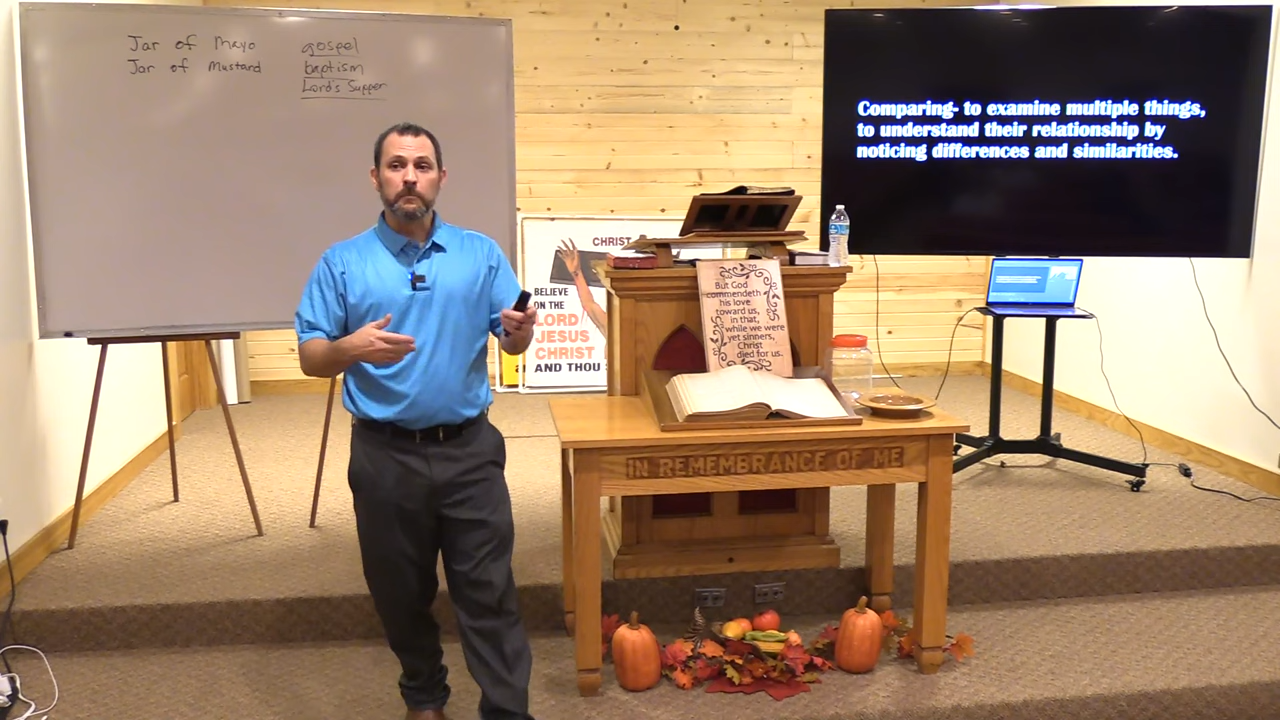 Jar of Mayo
Jar of Mustard
gospel
baptism
Lord's Supper
Comparing- to examine multiple things,
to understand their relationship by
noticing differences and similarities.
CHRIST
BELIEVE
ON THE
LORD
JESUS
CHRIST
AND THOU
But God
commendeth
his love
toward us,
in that,
while we were
yet sinners,
Christ
died for us.
IN REMEMBRANCE OF ME